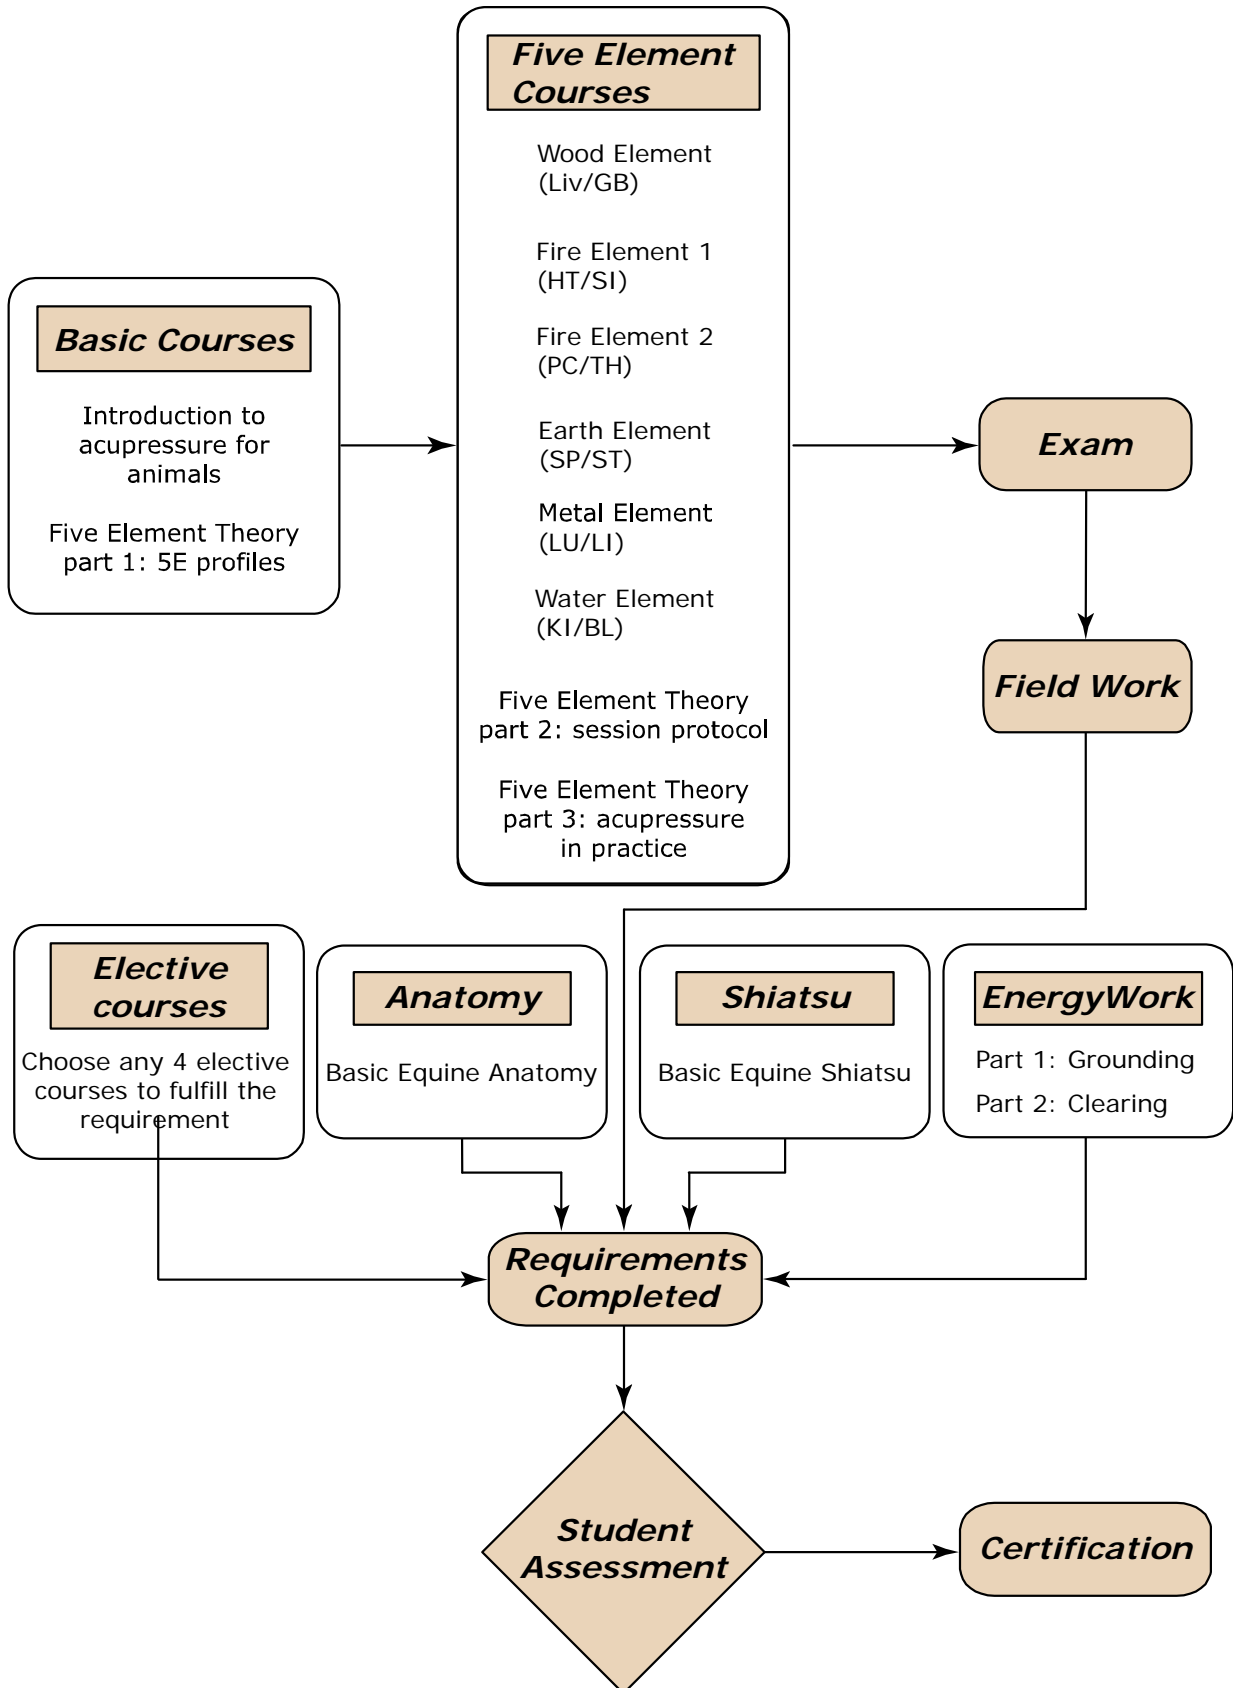 Five Element
Courses
Wood Element
(Liv/GB)
Fire Element 1
(HT/SI)
Fire Element 2
(PC/TH)
Earth Element
(SP/ST)
Metal Element
(LU/LI)
Water Element
(KI/BL)
Five Element Theory
part 2: session protocol
Five Element Theory
part 3: acupressure
in practice
Basic Courses
Introduction to
acupressure for
animals
Five Element Theory
part 1: 5E profiles
Exam
Field Work
Elective
courses
Choose any 4 elective
courses to fulfill the
requirement
Anatomy
Basic Equine Anatomy
Shiatsu
Basic Equine Shiatsu
EnergyWork
Part 1: Grounding
Part 2: Clearing
Requirements
Completed
Student
Assessment
Certification